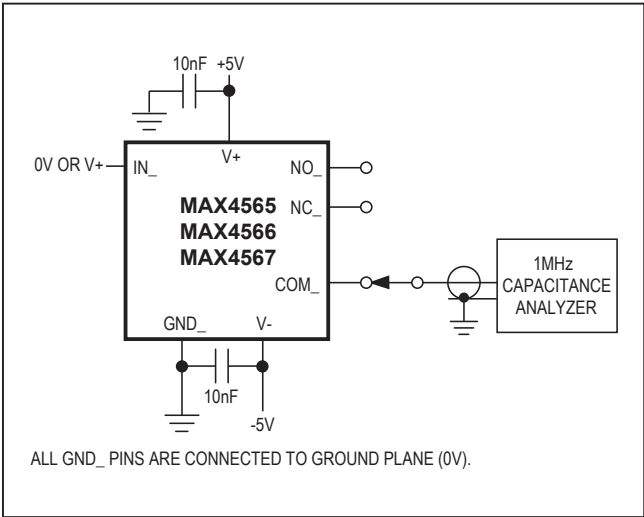 10nF +5V
V+
0V OR V+ IN_
NO_
MAX4565 NC_
MAX4566
MAX4567
COM_
1MHz
CAPACITANCE
ANALYZER
GND_ V-
10nF
-5V
ALL GND_ PINS ARE CONNECTED TO GROUND PLANE (0V).